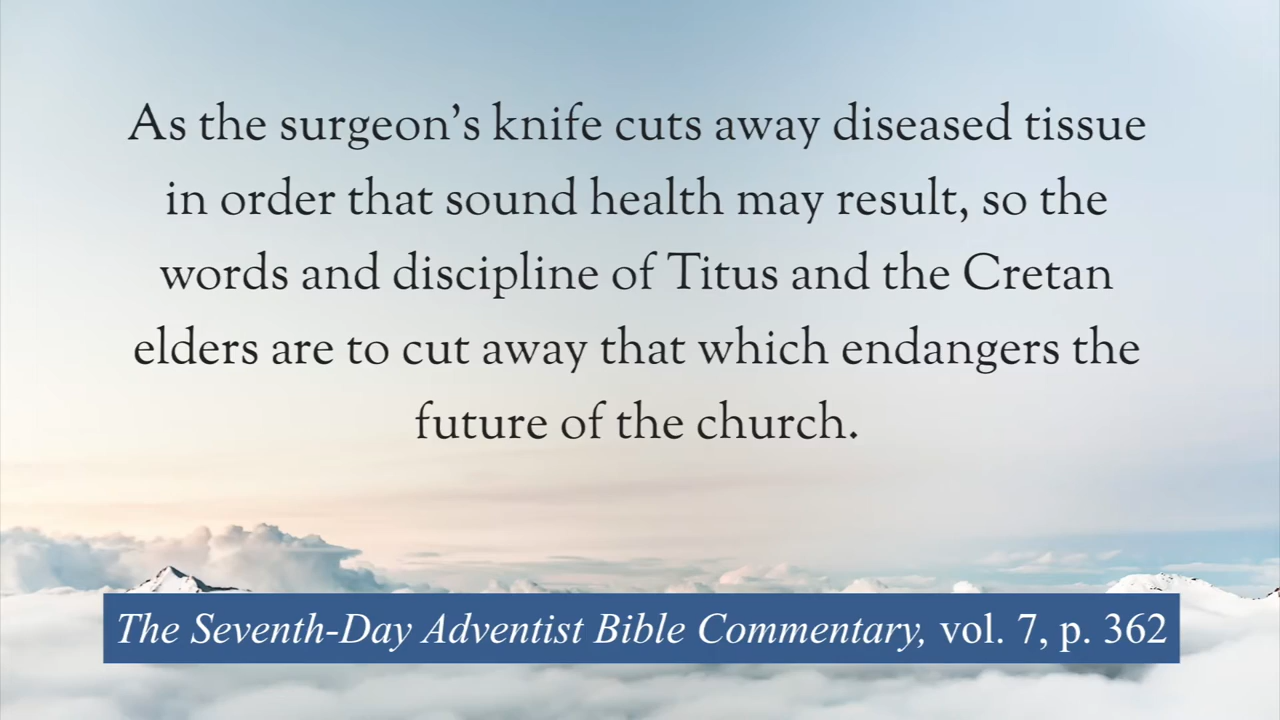 As the surgeon’s knife cuts away diseased tissue
in order that sound health may result, so the
words and discipline of Titus and the Cretan
elders are to cut away that which endangers the
future of the church.
The Seventh-Day Adventist Bible Commentary, vol. 7, p. 362